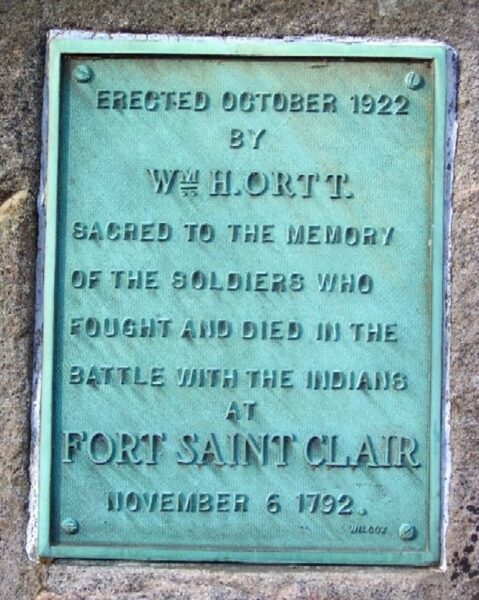 ERECTED OCTOBER 1922
BY
WM H. ORTT.
SACRED TO THE MEMORY
OF THE SOLDIERS WHO
FOUGHT AND DIED IN THE
BATTLE WITH THE INDIANS
AT
FORT SAINT CLAIR
NOVEMBER 6 1792.
WILCOX